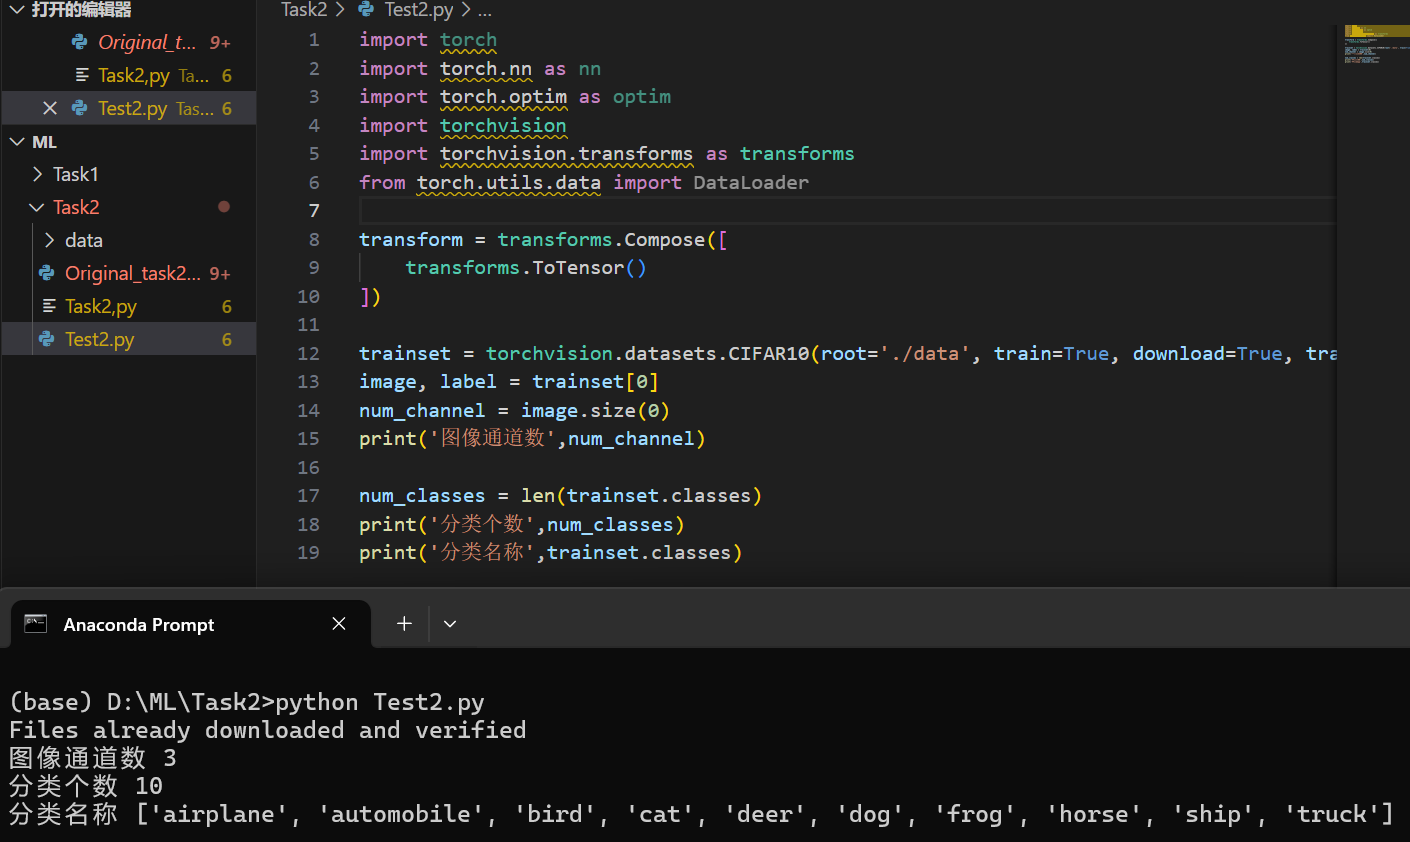 打开的编辑器
Original_t... 9+
Task2,py Ta... 6
Test2.py Tas... 6
ML
Task1
Task2
data
Original_task2... 9+
Task2,py 6
Test2.py 6
Task2 > Test2.py > ...
1 import torch
2 import torch.nn as nn
3 import torch.optim as optim
4 import torchvision
5 import torchvision.transforms as transforms
6 from torch.utils.data import DataLoader
7
8 transform = transforms.Compose([
9     transforms.ToTensor()
10 ])
11
12 trainset = torchvision.datasets.CIFAR10(root='./data', train=True, download=True, tra
13 image, label = trainset[0]
14 num_channel = image.size(0)
15 print('图像通道数',num_channel)
16
17 num_classes = len(trainset.classes)
18 print('分类个数',num_classes)
19 print('分类名称',trainset.classes)
Anaconda Prompt
(base) D:\ML\Task2>python Test2.py
Files already downloaded and verified
图像通道数 3
分类个数 10
分类名称 ['airplane', 'automobile', 'bird', 'cat', 'deer', 'dog', 'frog', 'horse', 'ship', 'truck']